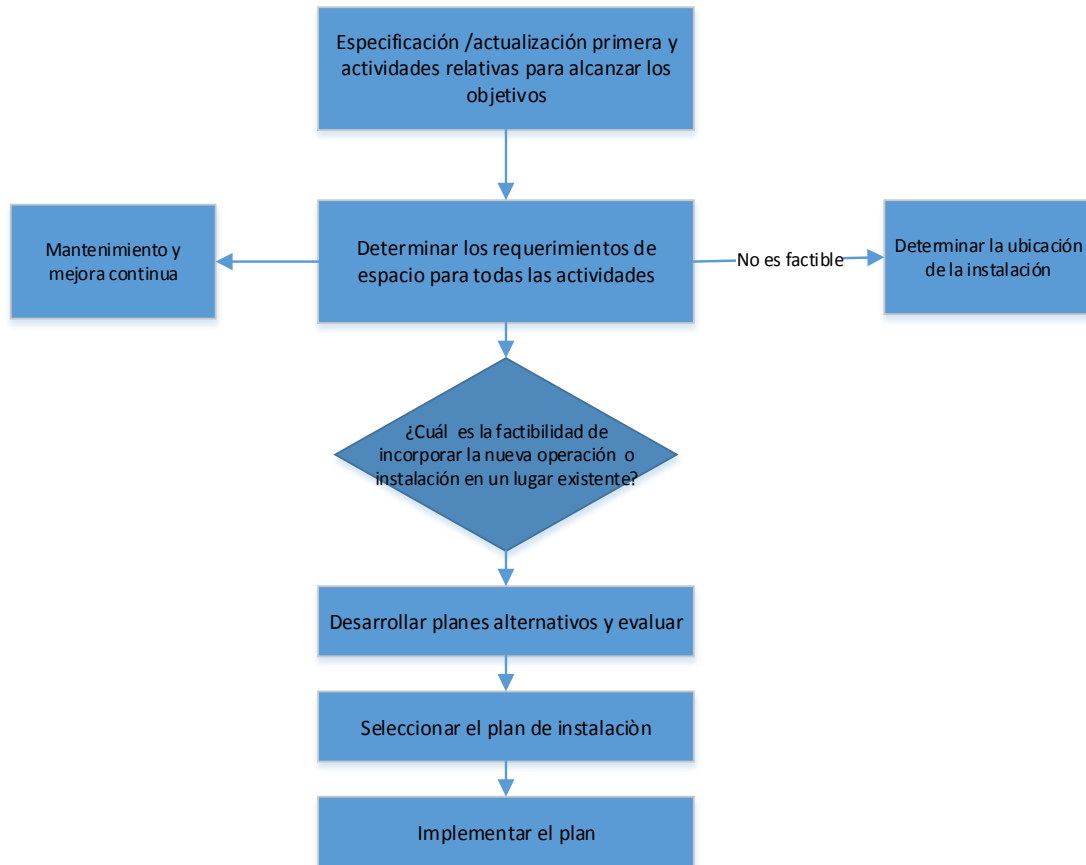 Especificación /actualización primera y
actividades relativas para alcanzar los
objetivos
Mantenimiento y
mejora continua
Determinar los requerimientos de
espacio para todas las actividades
No es factible
Determinar la ubicación
de la instalación
¿Cuál es la factibilidad de
incorporar la nueva operación o
instalación en un lugar existente?
Desarrollar planes alternativos y evaluar
Seleccionar el plan de instalaciòn
Implementar el plan